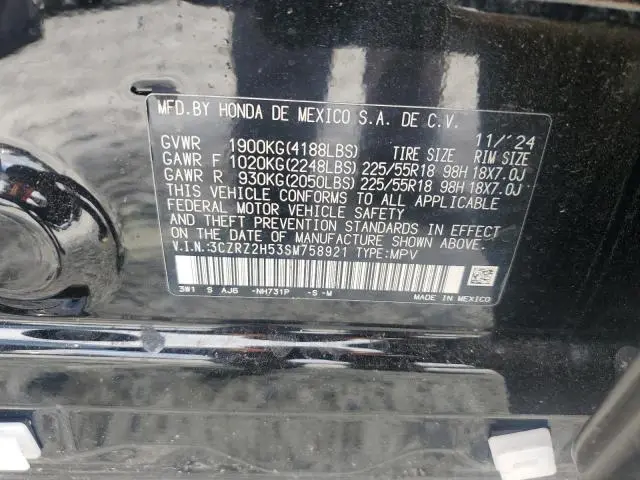 MFD.BY HONDA DE MEXICO S.A. DE C.V.
11/'24
GVWR 1900KG(4188LBS) TIRE SIZE RIM SIZE
GAWR F 1020KG(2248LBS) 225/55R18 98H 18X7.0J
GAWR R 930KG(2050LBS) 225/55R18 98H 18X7.0J
THIS VEHICLE CONFORMS TO ALL APPLICABLE
FEDERAL MOTOR VEHICLE SAFETY
AND THEFT PREVENTION STANDARDS IN EFFECT
ON THE DATE OF MANUFACTURE SHOWN ABOVE.
V.I.N:3CZRZ2H53SM758921 TYPE:MPV
3W1 S AJ6 -NH731P -S -M
MADE IN MEXICO